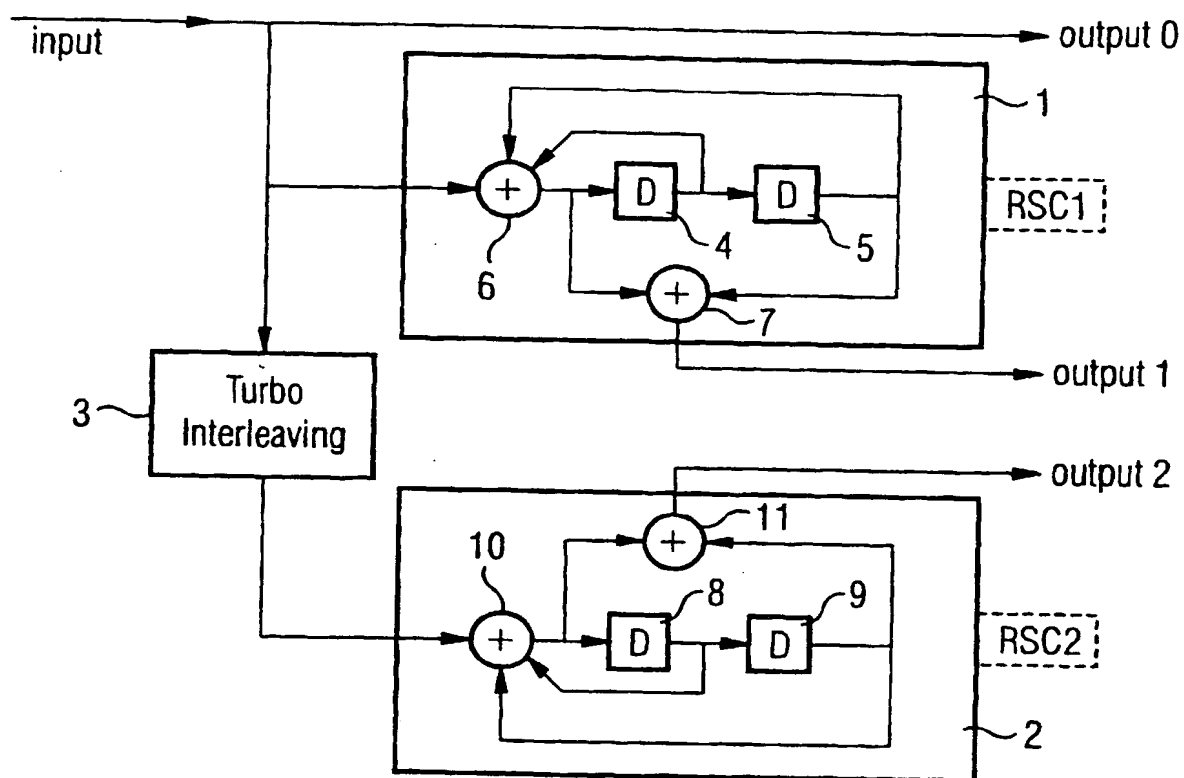 input
output 0
1
+
D
D
RSC1
4
5
6
+
7
output 1
3
Turbo
Interleaving
output 2
11
+
10
8
9
+
D
D
RSC2
2